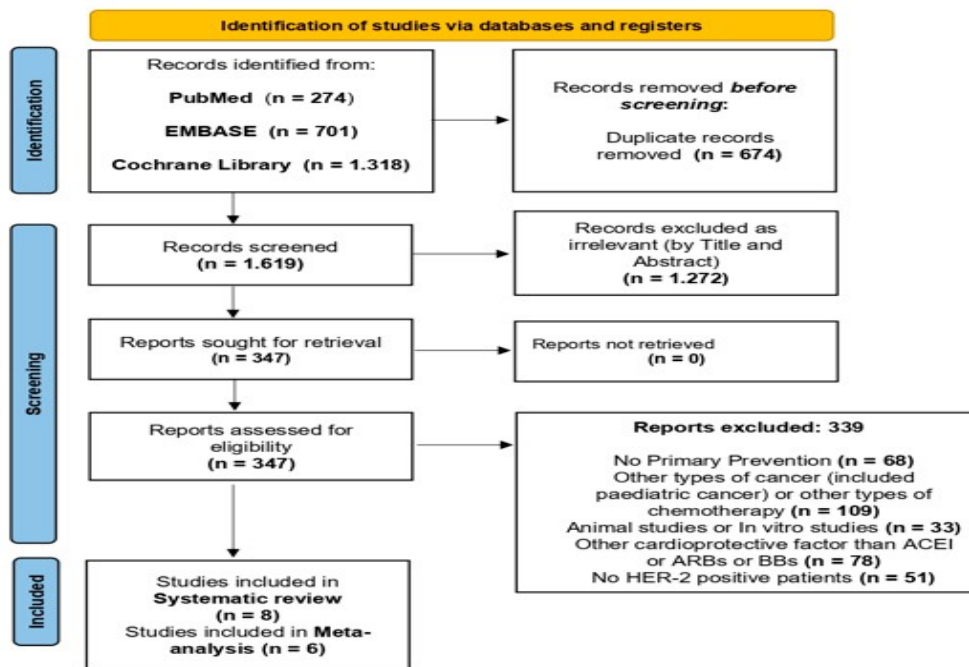 Identification of studies via databases and registers
Identification
Records identified from:
PubMed (n = 274)
EMBASE (n = 701)
Cochrane Library (n = 1.318)
Records removed before
screening:
Duplicate records
removed (n = 674)
Screening
Records screened
(n = 1.619)
Records excluded as
irrelevant (by Title and
Abstract)
(n = 1.272)
Reports sought for retrieval
(n = 347)
Reports not retrieved
(n = 0)
Reports assessed for
eligibility
(n = 347)
Reports excluded: 339
No Primary Prevention (n = 68)
Other types of cancer (included
paediatric cancer) or other types of
chemotherapy (n = 109)
Animal studies or In vitro studies (n = 33)
Other cardioprotective factor than ACEI
or ARBs or BBs (n = 78)
No HER-2 positive patients (n = 51)
Included
Studies included in
Systematic review
(n = 8)
Studies included in Meta-
analysis (n = 6)